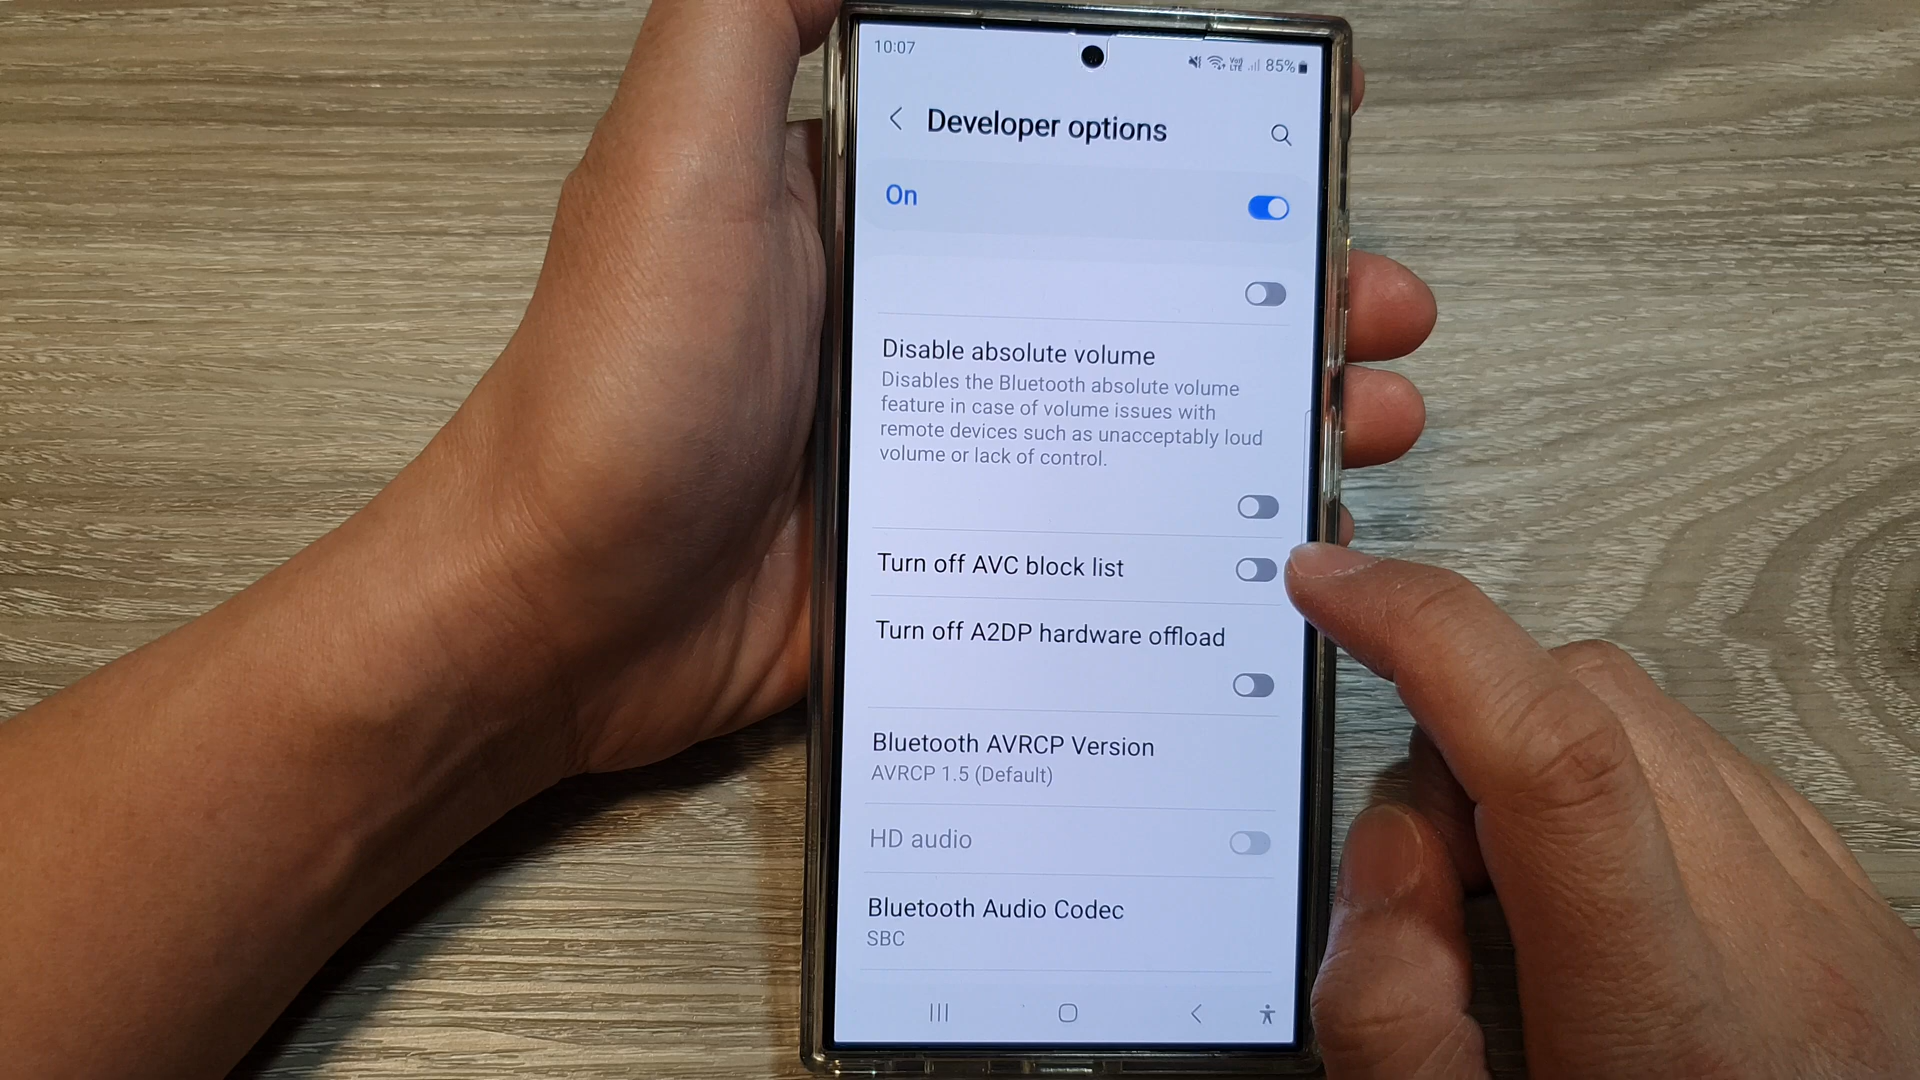 10:07
Vo)
LTE
85%
Developer options
On
Disable absolute volume
Disables the Bluetooth absolute volume
feature in case of volume issues with
remote devices such as unacceptably loud
volume or lack of control.
Turn off AVC block list
Turn off A2DP hardware offload
Bluetooth AVRCP Version
AVRCP 1.5 (Default)
HD audio
Bluetooth Audio Codec
SBC